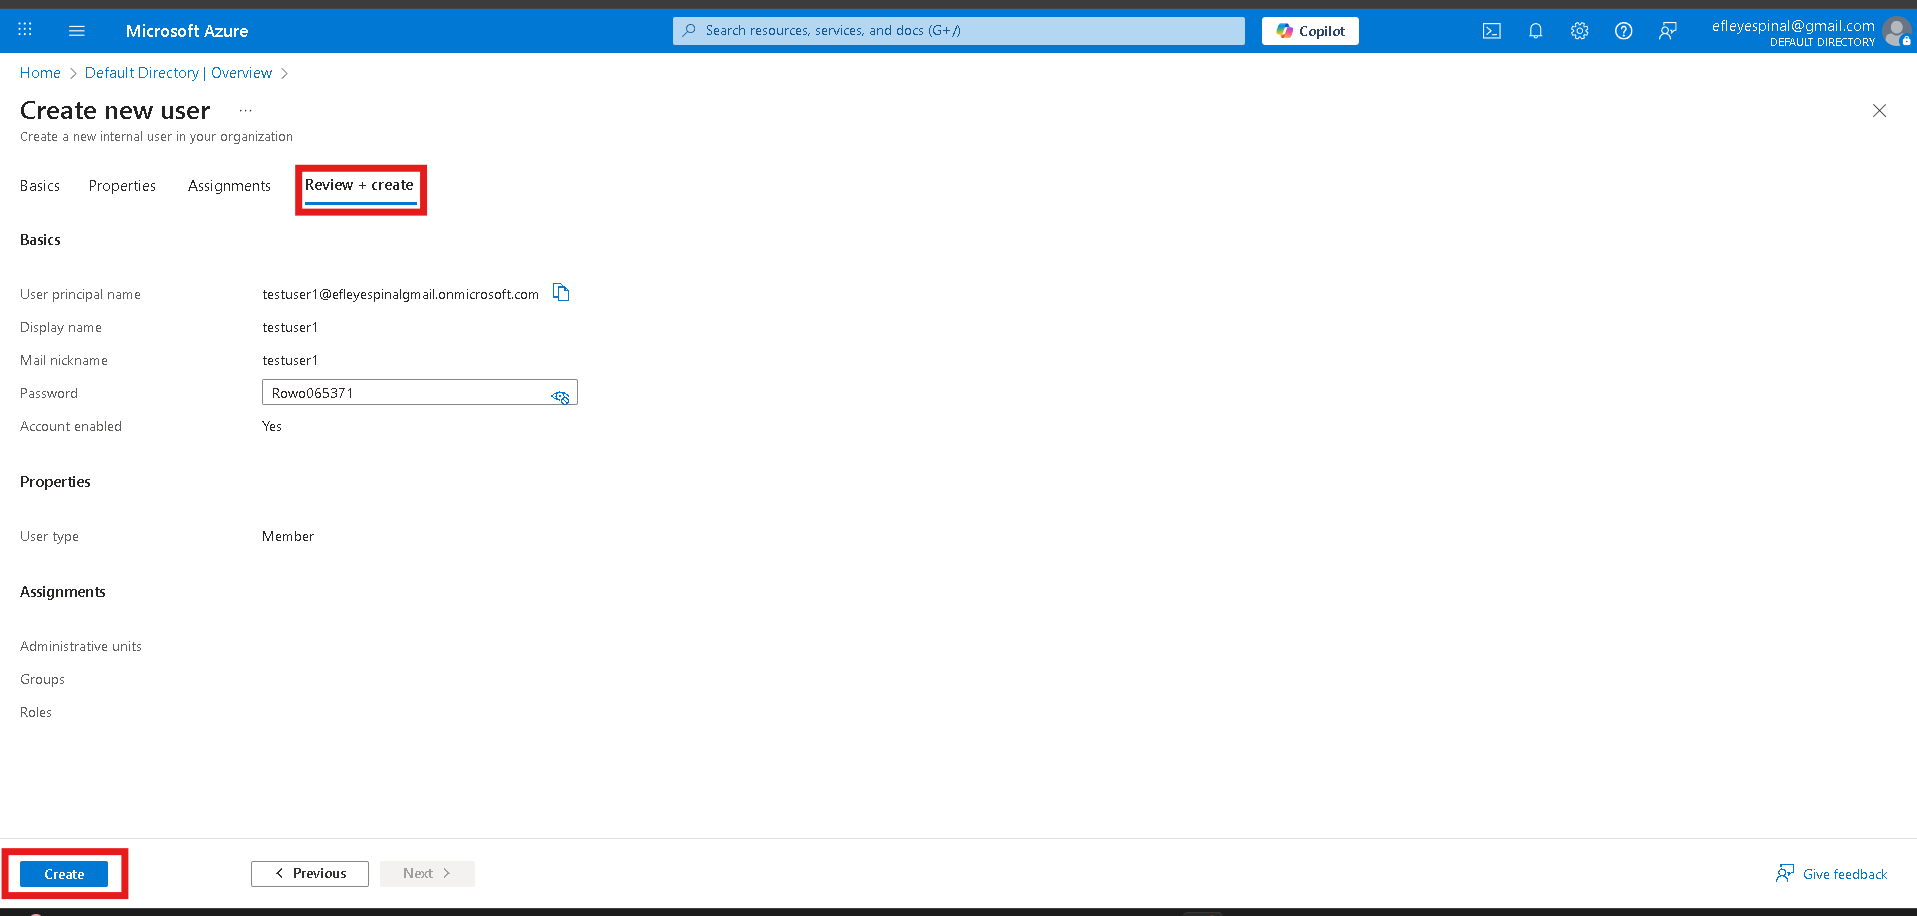 Microsoft Azure
Search resources, services, and docs (G+/)
Copilot
efleyespinal@gmail.com
DEFAULT DIRECTORY
Home > Default Directory | Overview >
Create new user ...
Create a new internal user in your organization
Basics Properties Assignments Review + create
Basics
User principal name testuser1@efleyespinalgmail.onmicrosoft.com
Display name testuser1
Mail nickname testuser1
Password Rowo065371
Account enabled Yes
Properties
User type Member
Assignments
Administrative units
Groups
Roles
Create < Previous Next > Give feedback